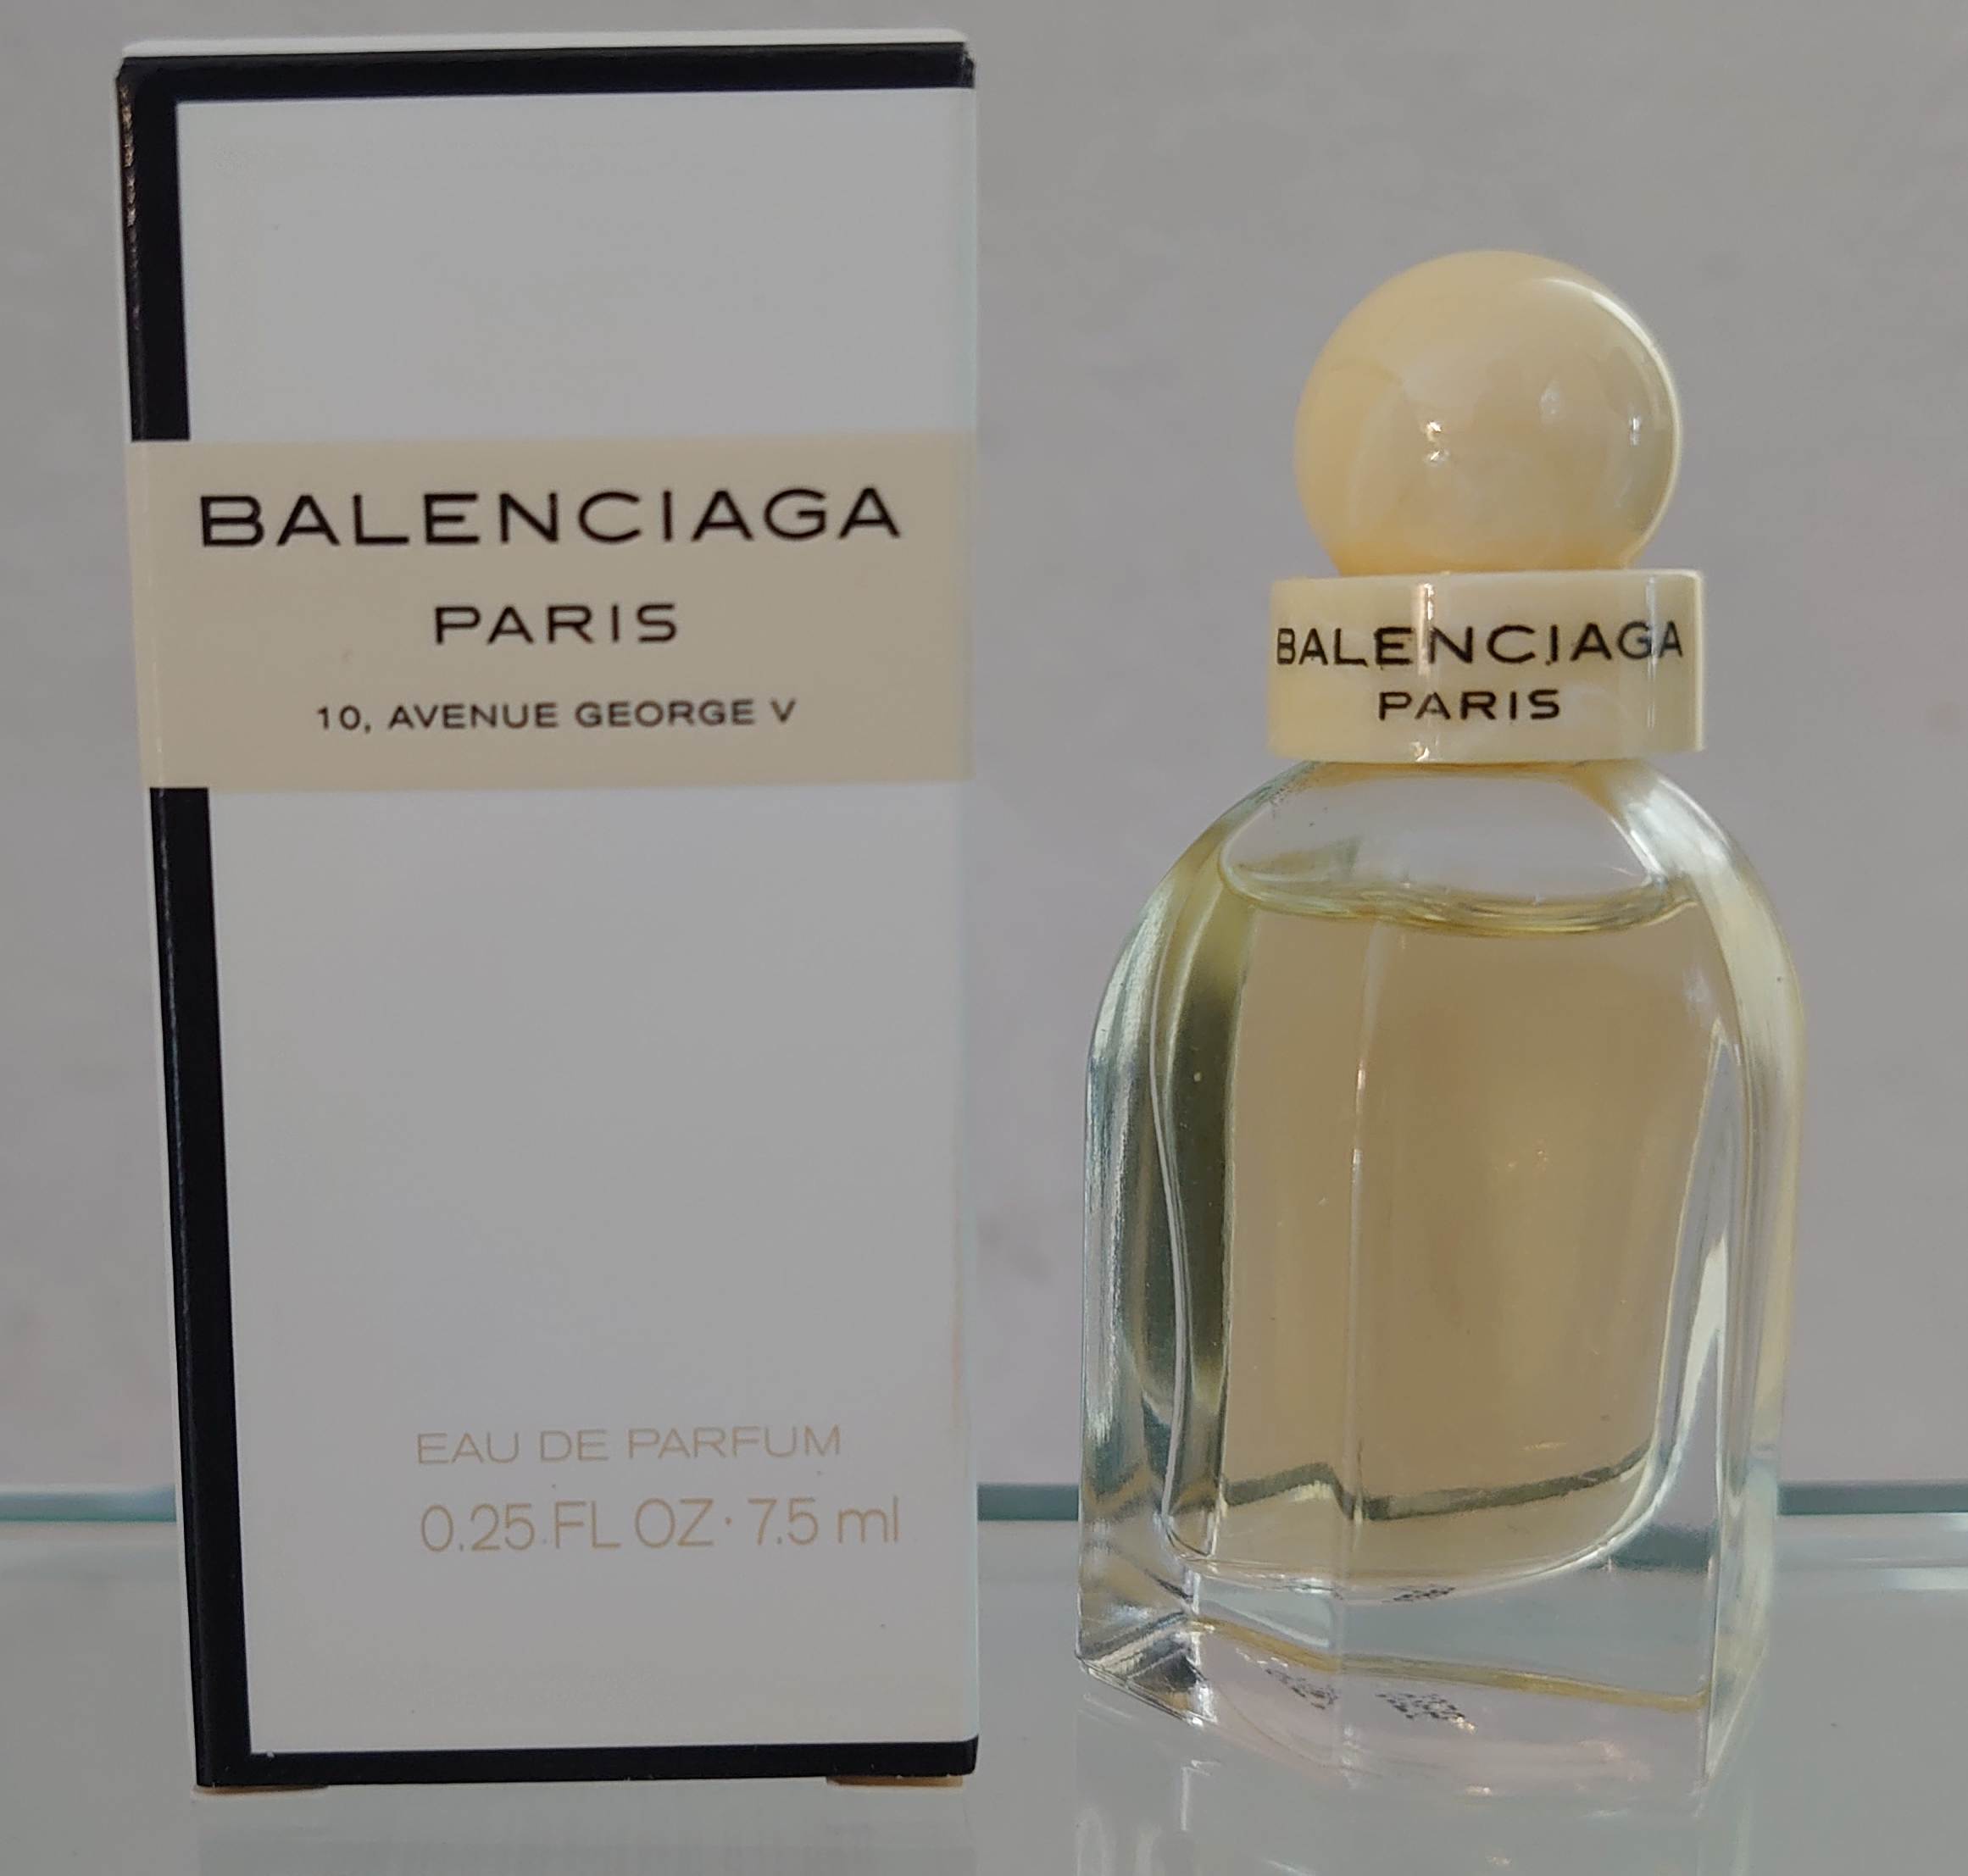 BALENCIAGA
PARIS
10, AVENUE GEORGE V
EAU DE PARFUM
0.25 FL OZ · 7.5 ml
BALENCIAGA
PARIS